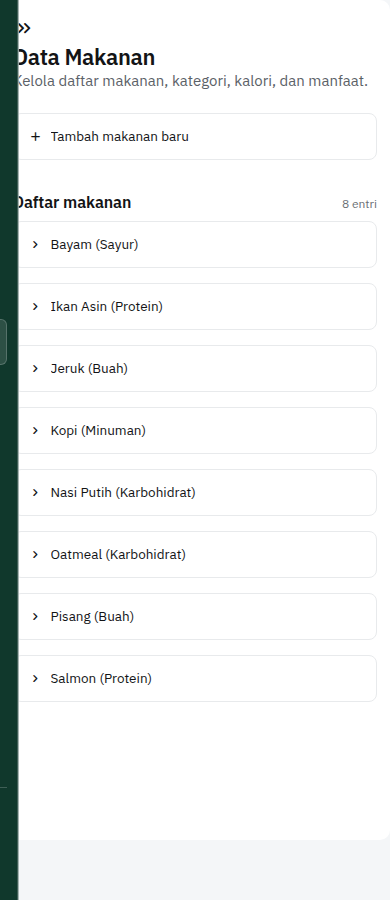 Data Makanan
Kelola daftar makanan, kategori, kalori, dan manfaat.
Tambah makanan baru
Daftar makanan
8 entri
Bayam (Sayur)
Ikan Asin (Protein)
Jeruk (Buah)
Kopi (Minuman)
Nasi Putih (Karbohidrat)
Oatmeal (Karbohidrat)
Pisang (Buah)
Salmon (Protein)